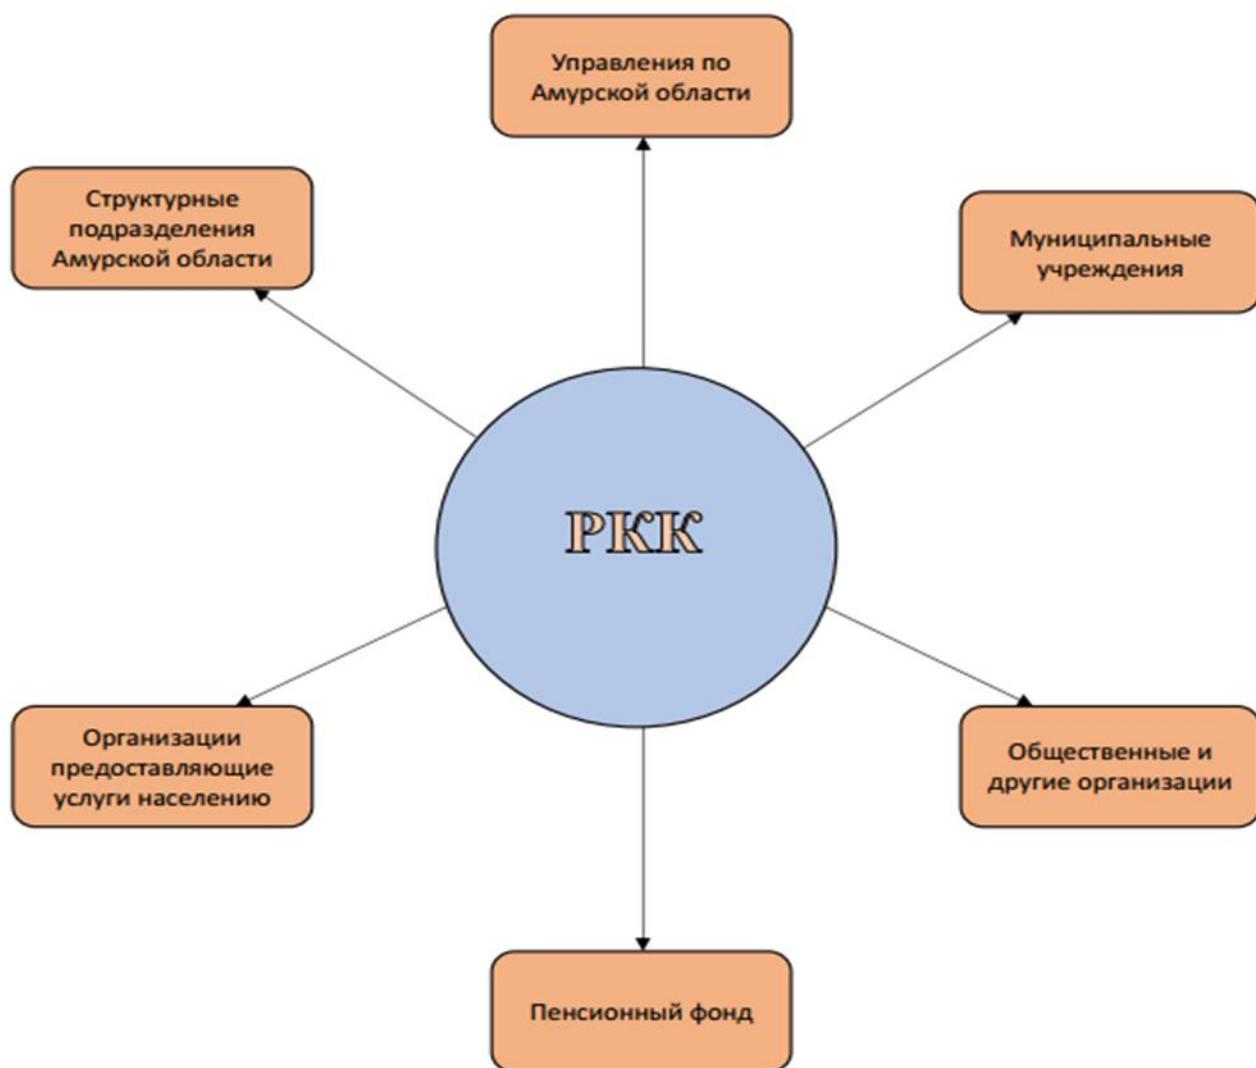 Управления по
Амурской области
Структурные
подразделения
Амурской области
Муниципальные
учреждения
РКК
Организации
предоставляющие
услуги населению
Общественные и
другие организации
Пенсионный фонд